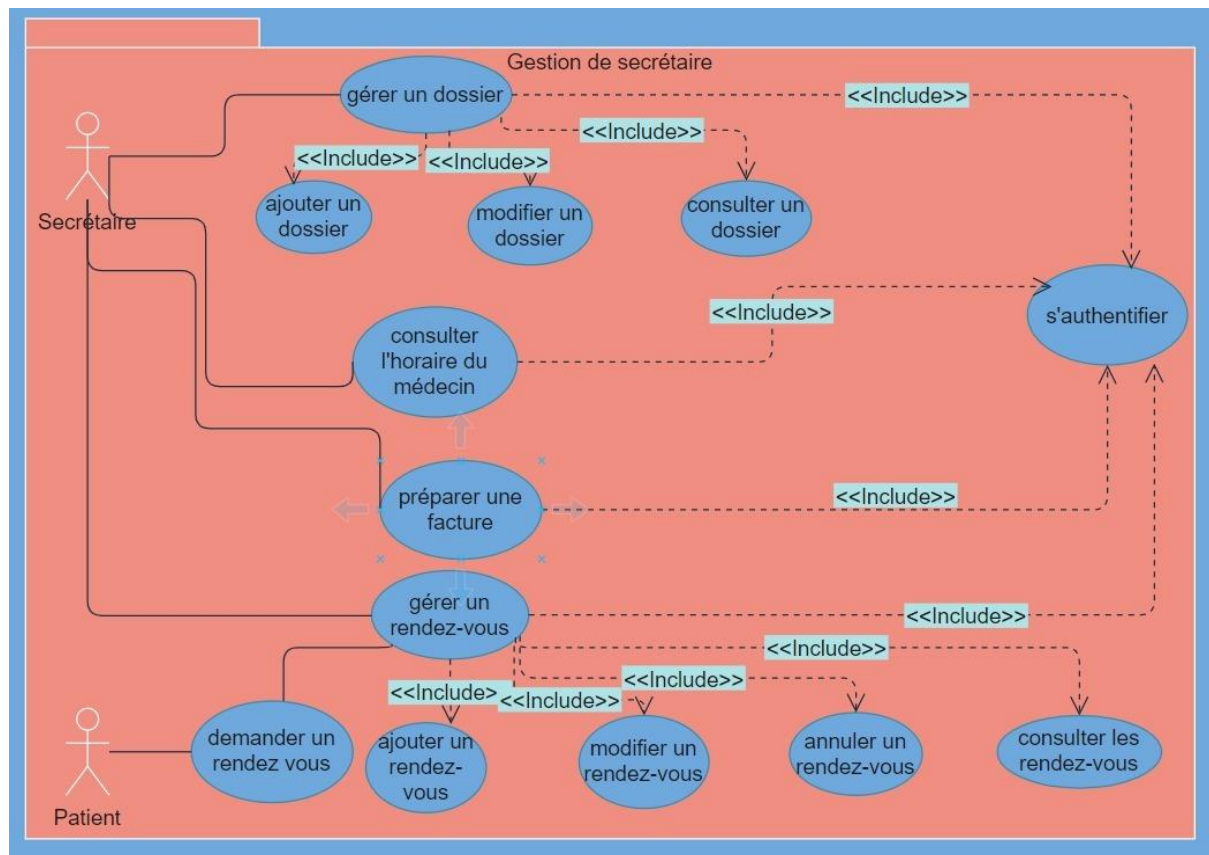 Gestion de secrétaire
gérer un dossier
<<Include>>
<<Include>>
<<Include>>
<<Include>>
ajouter un
dossier
modifier un
dossier
consulter un
dossier
Secrétaire
s'authentifier
<<Include>>
consulter
l'horaire du
médecin
préparer une
facture
<<Include>>
gérer un
rendez-vous
<<Include>>
<<Include>>
<<Include>>
<<Include>
<<Include>>
demander un
rendez vous
ajouter un
rendez-
vous
modifier un
rendez-vous
annuler un
rendez-vous
consulter les
rendez-vous
Patient